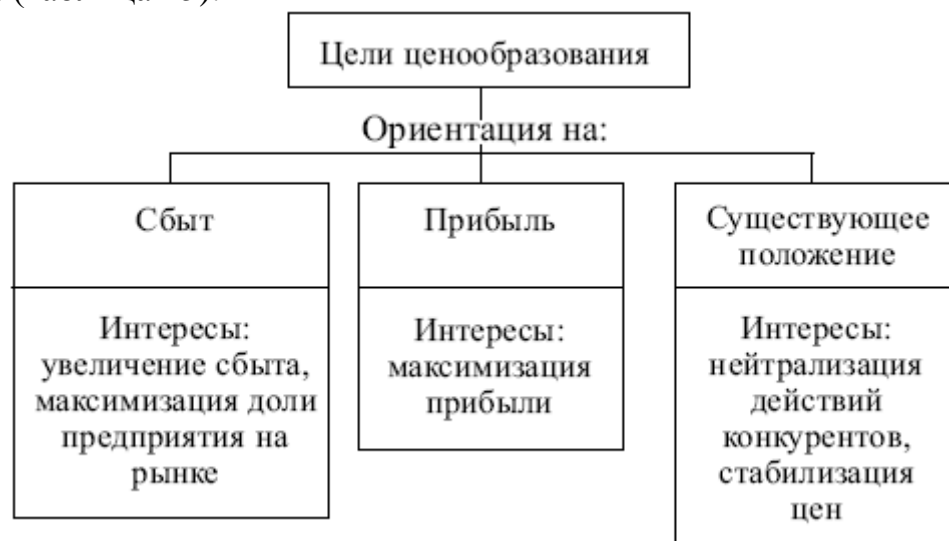 Цели ценообразования
Ориентация на:
Сбыт
Интересы:
увеличение сбыта,
максимизация доли
предприятия на
рынке
Прибыль
Интересы:
максимизация
прибыли
Существующее
положение
Интересы:
нейтрализация
действий
конкурентов,
стабилизация
цен